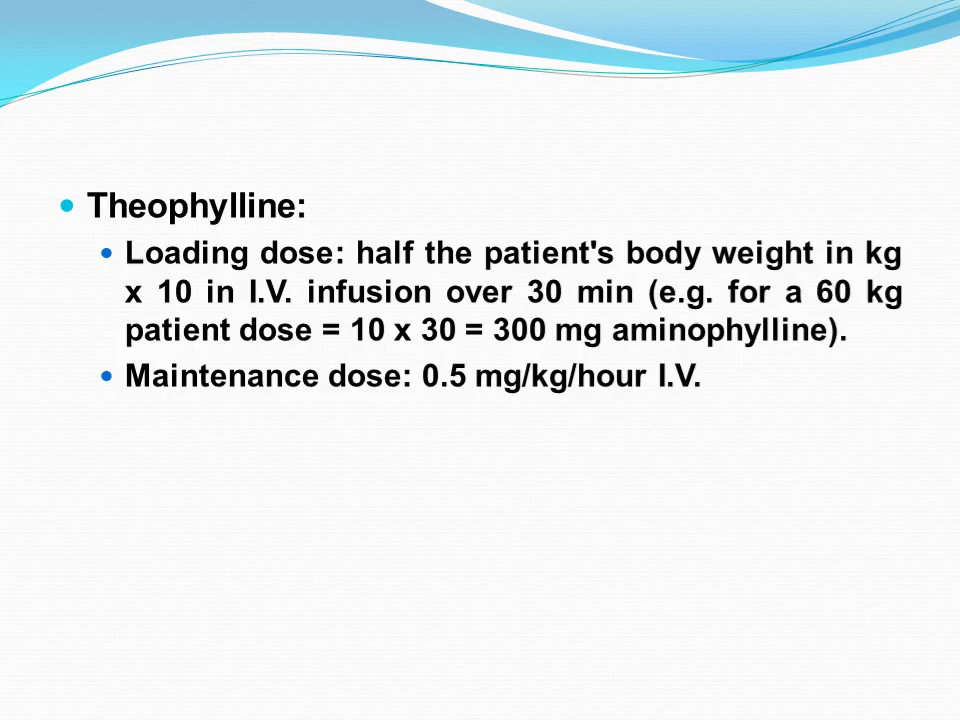 Theophylline:
Loading dose: half the patient's body weight in kg
x 10 in I.V. infusion over 30 min (e.g. for a 60 kg
patient dose = 10 x 30 = 300 mg aminophylline).
Maintenance dose: 0.5 mg/kg/hour I.V.